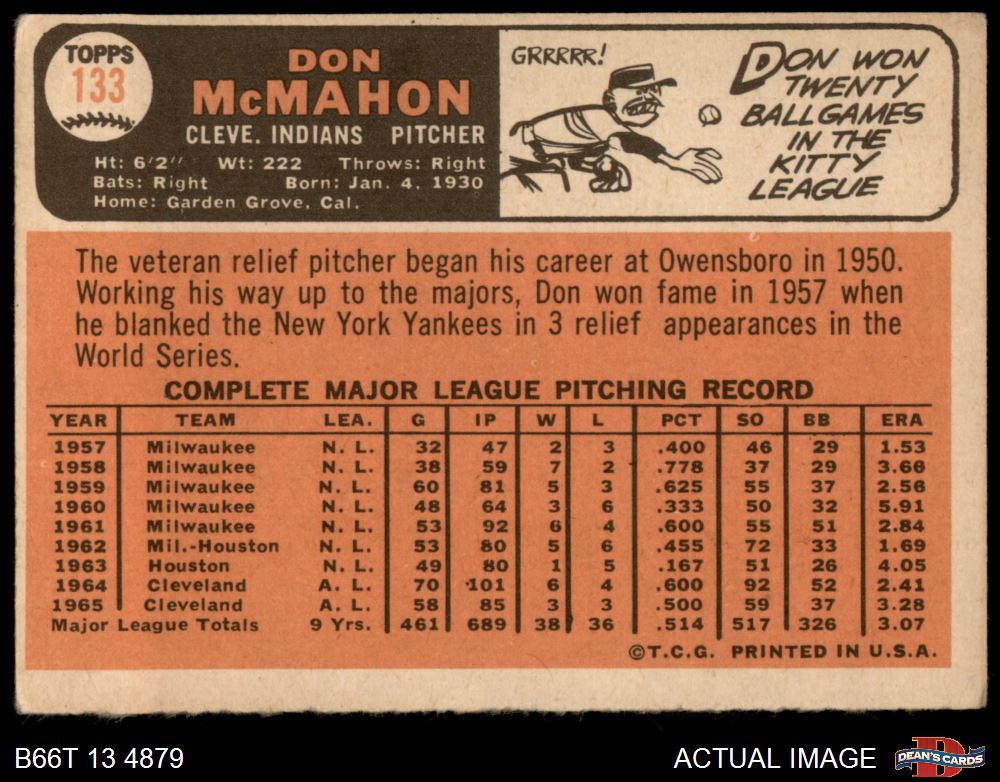 TOPPS
133
DON
McMAHON
CLEVE. INDIANS PITCHER
Ht: 6'2" Wt: 222 Throws: Right
Bats: Right Born: Jan. 4, 1930
Home: Garden Grove, Cal.
GRRRRR!
DON WON
TWENTY
BALLGAMES
IN THE
KITTY
LEAGUE
The veteran relief pitcher began his career at Owensboro in 1950.
Working his way up to the majors, Don won fame in 1957 when
he blanked the New York Yankees in 3 relief appearances in the
World Series.
COMPLETE MAJOR LEAGUE PITCHING RECORD
YEAR TEAM LEA. G IP W L PCT SO BB ERA
1957 Milwaukee N. L. 32 47 2 3 .400 46 29 1.53
1958 Milwaukee N. L. 38 59 7 2 .778 37 29 3.66
1959 Milwaukee N. L. 60 81 5 3 .625 55 37 2.56
1960 Milwaukee N. L. 48 64 3 6 .333 50 32 5.91
1961 Milwaukee N. L. 53 92 6 4 .600 55 51 2.84
1962 Mil.-Houston N. L. 53 80 5 6 .455 72 33 1.69
1963 Houston N. L. 49 80 1 5 .167 51 26 4.05
1964 Cleveland A. L. 70 101 6 4 .600 92 52 2.41
1965 Cleveland A. L. 58 85 3 3 .500 59 37 3.28
Major League Totals 9 Yrs. 461 689 38 36 .514 517 326 3.07
©T.C.G. PRINTED IN U.S.A.
B66T 13 4879
ACTUAL IMAGE
D
DEAN'S CARDS